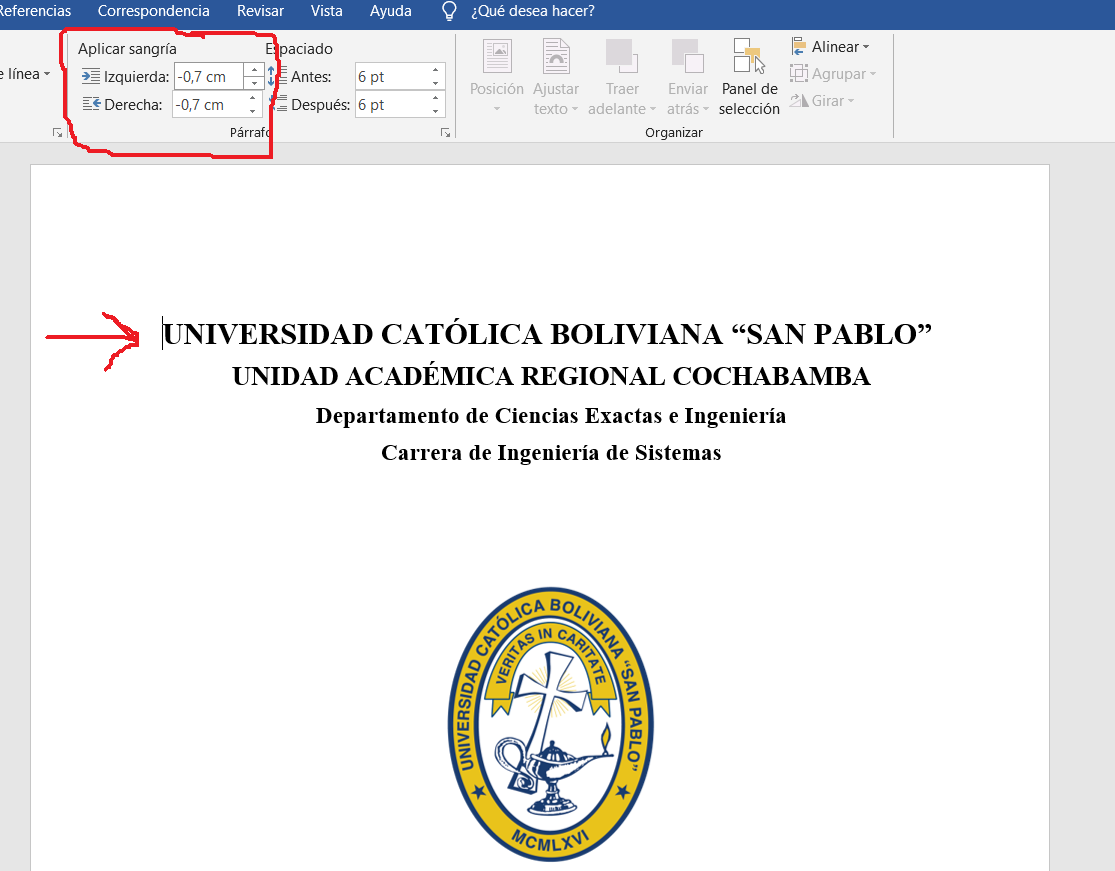 Referencias Correspondencia Revisar Vista Ayuda ¿Qué desea hacer?
Aplicar sangría Espaciado
e línea
Izquierda: -0,7 cm Antes: 6 pt
Derecha: -0,7 cm Después: 6 pt
Posición Ajustar texto Traer adelante Enviar atrás Panel de selección
Alinear
Agrupar
Girar
Párrafo Organizar
UNIVERSIDAD CATÓLICA BOLIVIANA “SAN PABLO”
UNIDAD ACADÉMICA REGIONAL COCHABAMBA
Departamento de Ciencias Exactas e Ingeniería
Carrera de Ingeniería de Sistemas
UNIVERSIDAD CATÓLICA BOLIVIANA “SAN PABLO”
VERITAS IN CARITATE
MCMLXVI